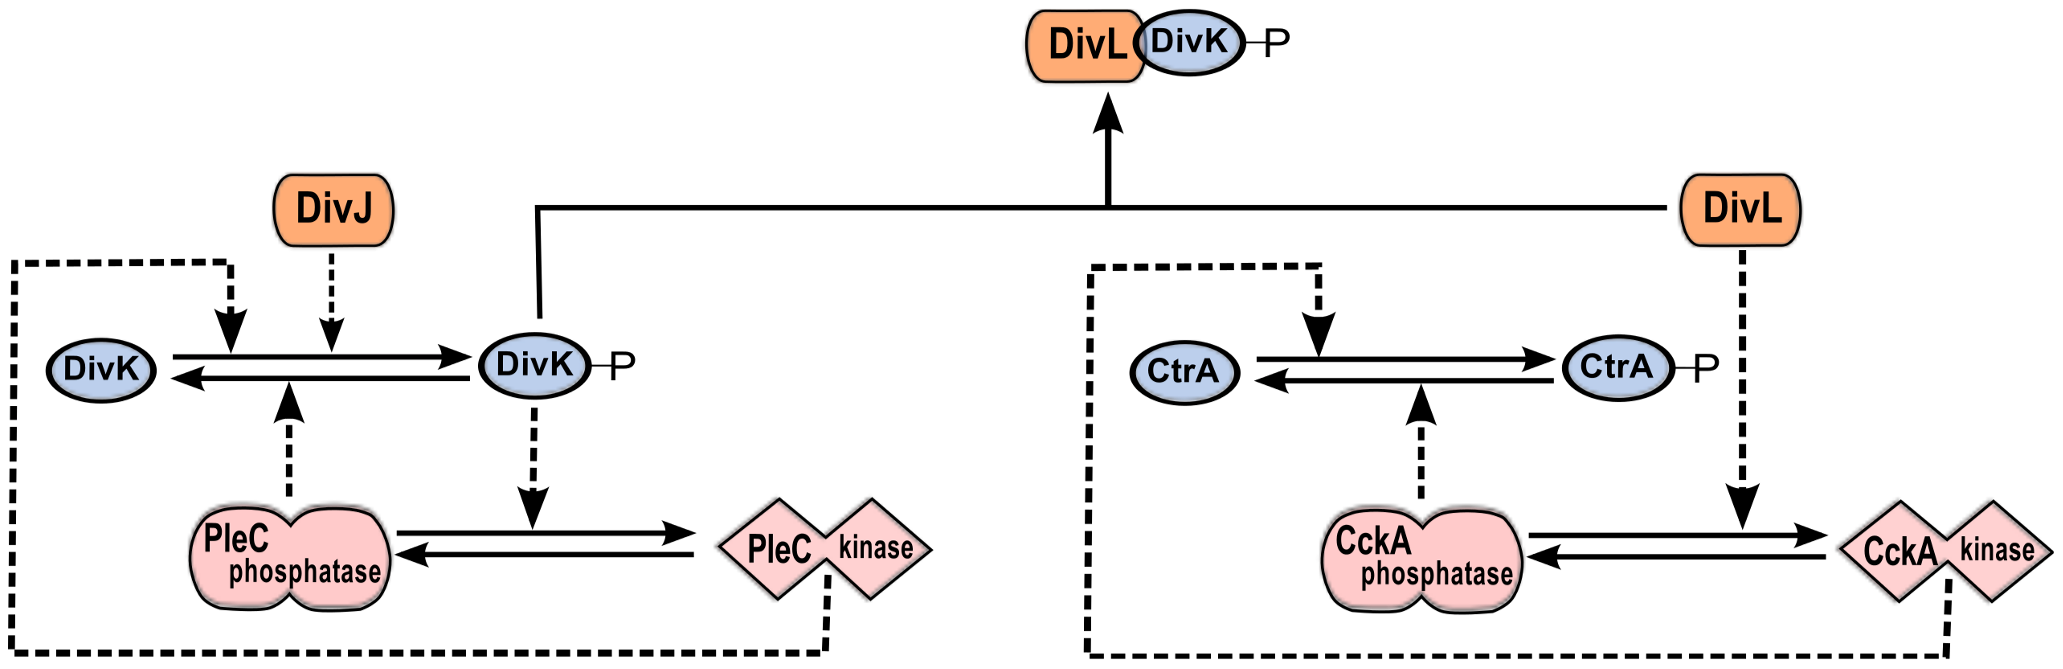 DivL DivK P
DivJ
DivL
DivK
DivK P
CtrA
CtrA P
PleC
phosphatase
PleC kinase
CckA
phosphatase
CckA kinase